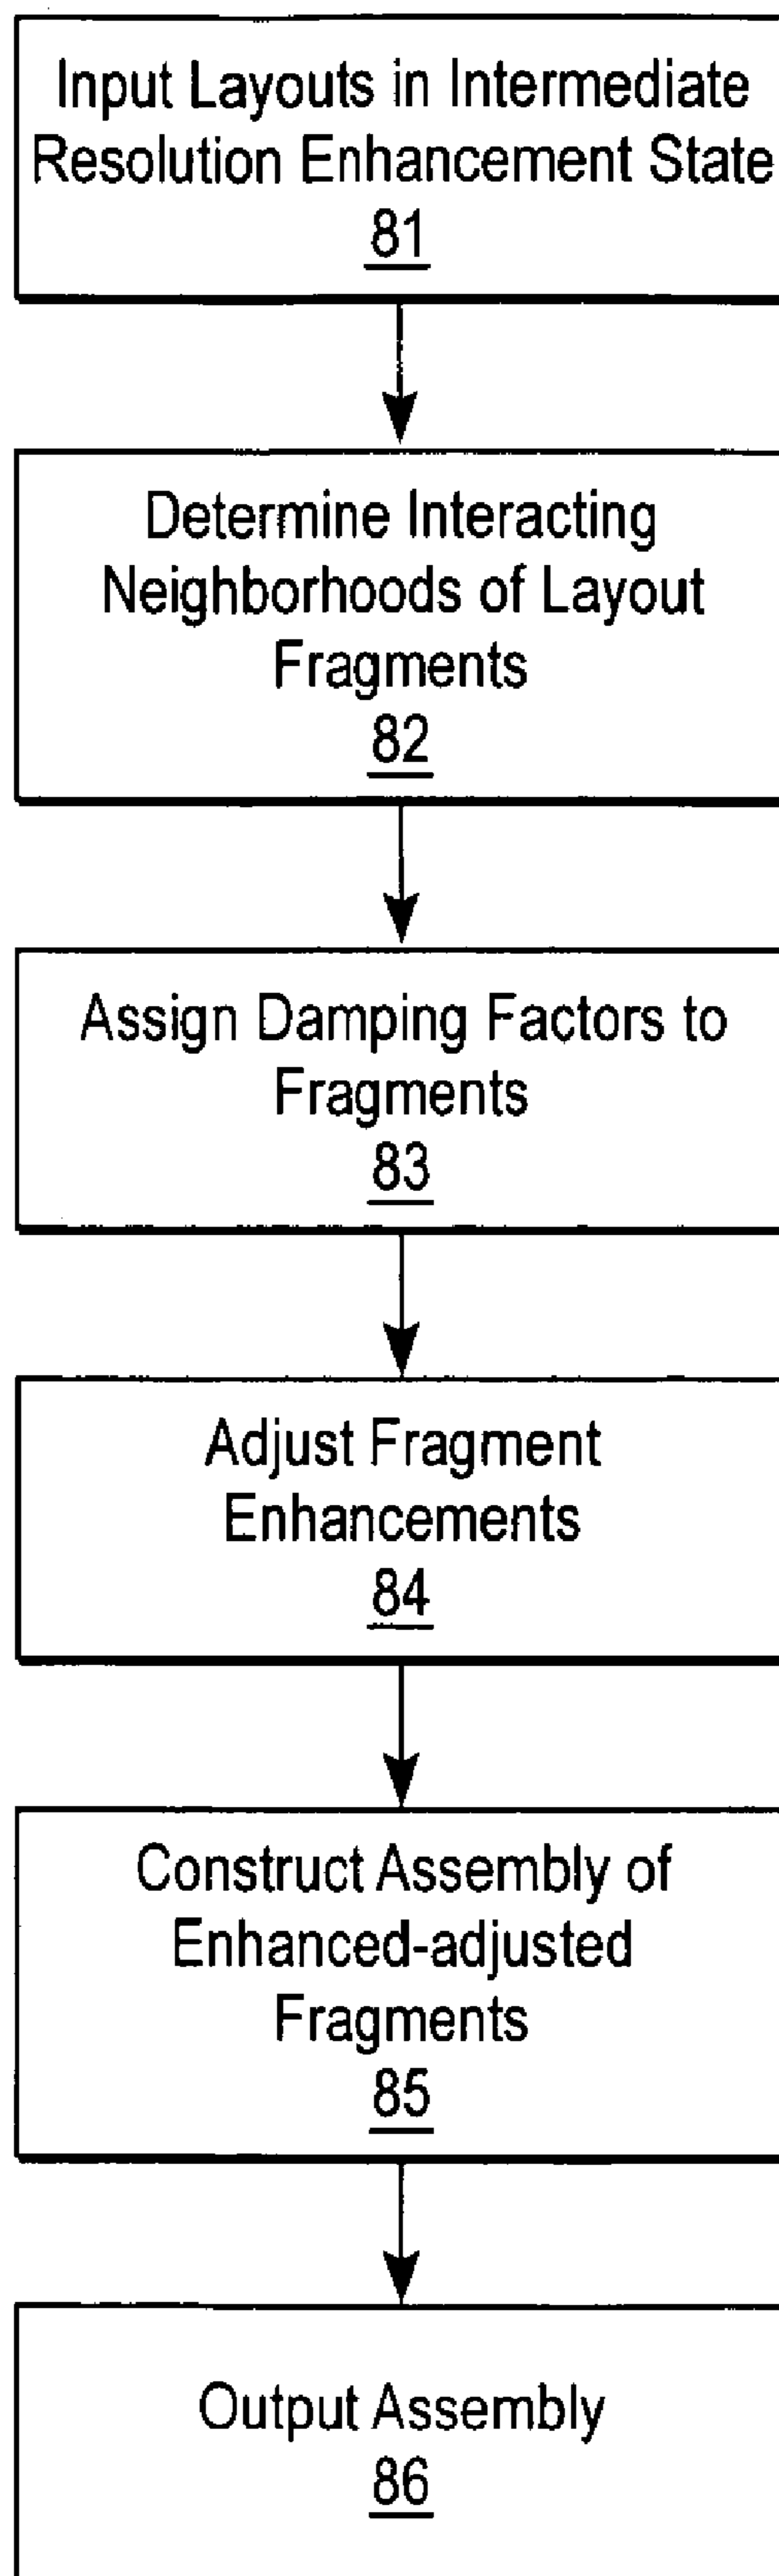 Input Layouts in Intermediate
Resolution Enhancement State
81
Determine Interacting
Neighborhoods of Layout
Fragments
82
Assign Damping Factors to
Fragments
83
Adjust Fragment
Enhancements
84
Construct Assembly of
Enhanced-adjusted
Fragments
85
Output Assembly
86